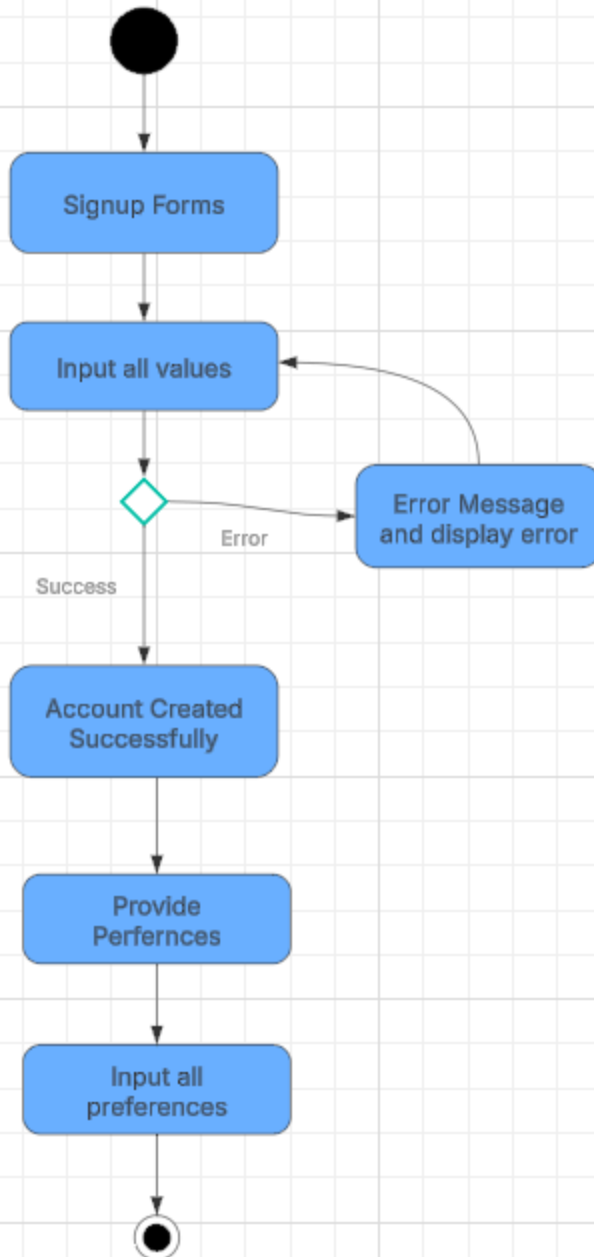 Signup Forms
Input all values
Error Message
and display error
Error
Success
Account Created
Successfully
Provide
Perfernces
Input all
preferences